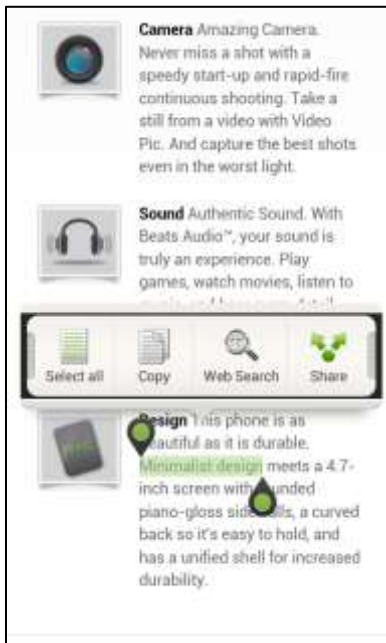 Camera Amazing Camera.
Never miss a shot with a
speedy start-up and rapid-fire
continuous shooting. Take a
still from a video with Video
Pic. And capture the best shots
even in the worst light.
Sound Authentic Sound. With
Beats Audio™, your sound is
truly an experience. Play
games, watch movies, listen to
Select all
Copy
Web Search
Share
Design This phone is as
beautiful as it is durable.
Minimalist design meets a 4.7-
inch screen with rounded
piano-gloss side walls, a curved
back so it's easy to hold, and
has a unified shell for increased
durability.